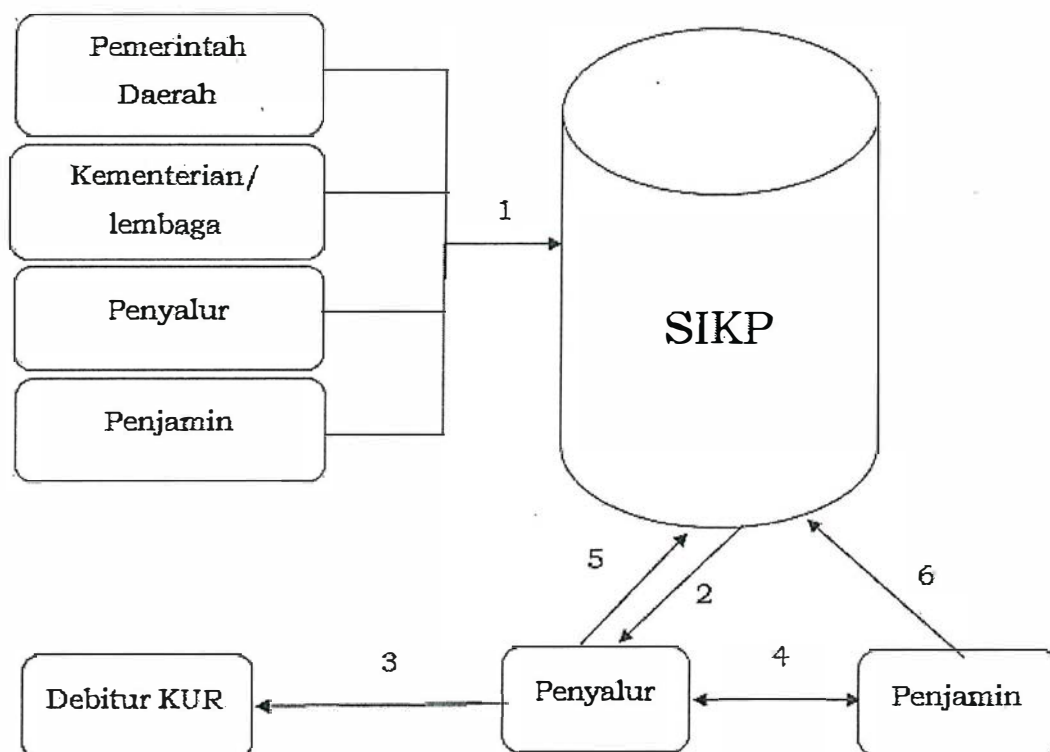 Pemerintah
Daerah
Kementerian/
lembaga
1
Penyalur
SIKP
Penjamin
5
2
6
3
4
Debitur KUR
Penyalur
Penjamin